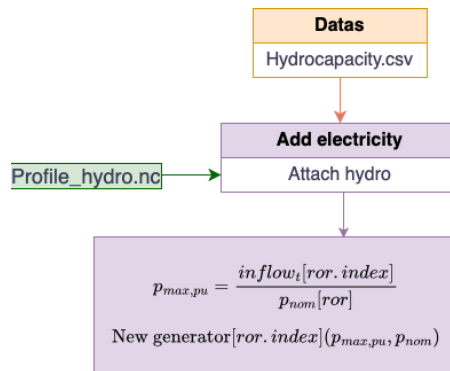 Datas
Hydrocapacity.csv
Add electricity
Attach hydro
Profile_hydro.nc
p_{max,pu} = \frac{inflow_t[ror.index]}{p_{nom}[ror]}
New generator[ror.index](p_{max,pu}, p_{nom})